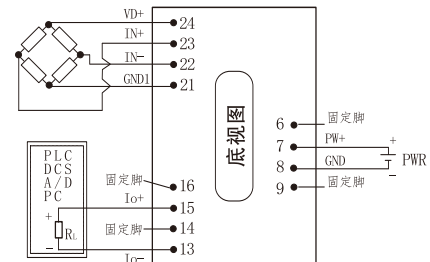 VD+ 24
IN+ 23
IN- 22
GND1 21
底视图
6 固定脚
7 PW+ +
8 GND PWR
9 固定脚 -
PLC
DCS
A/D
PC
固定脚 16
Io+ 15
+ RL
固定脚 14
- 13
Io-